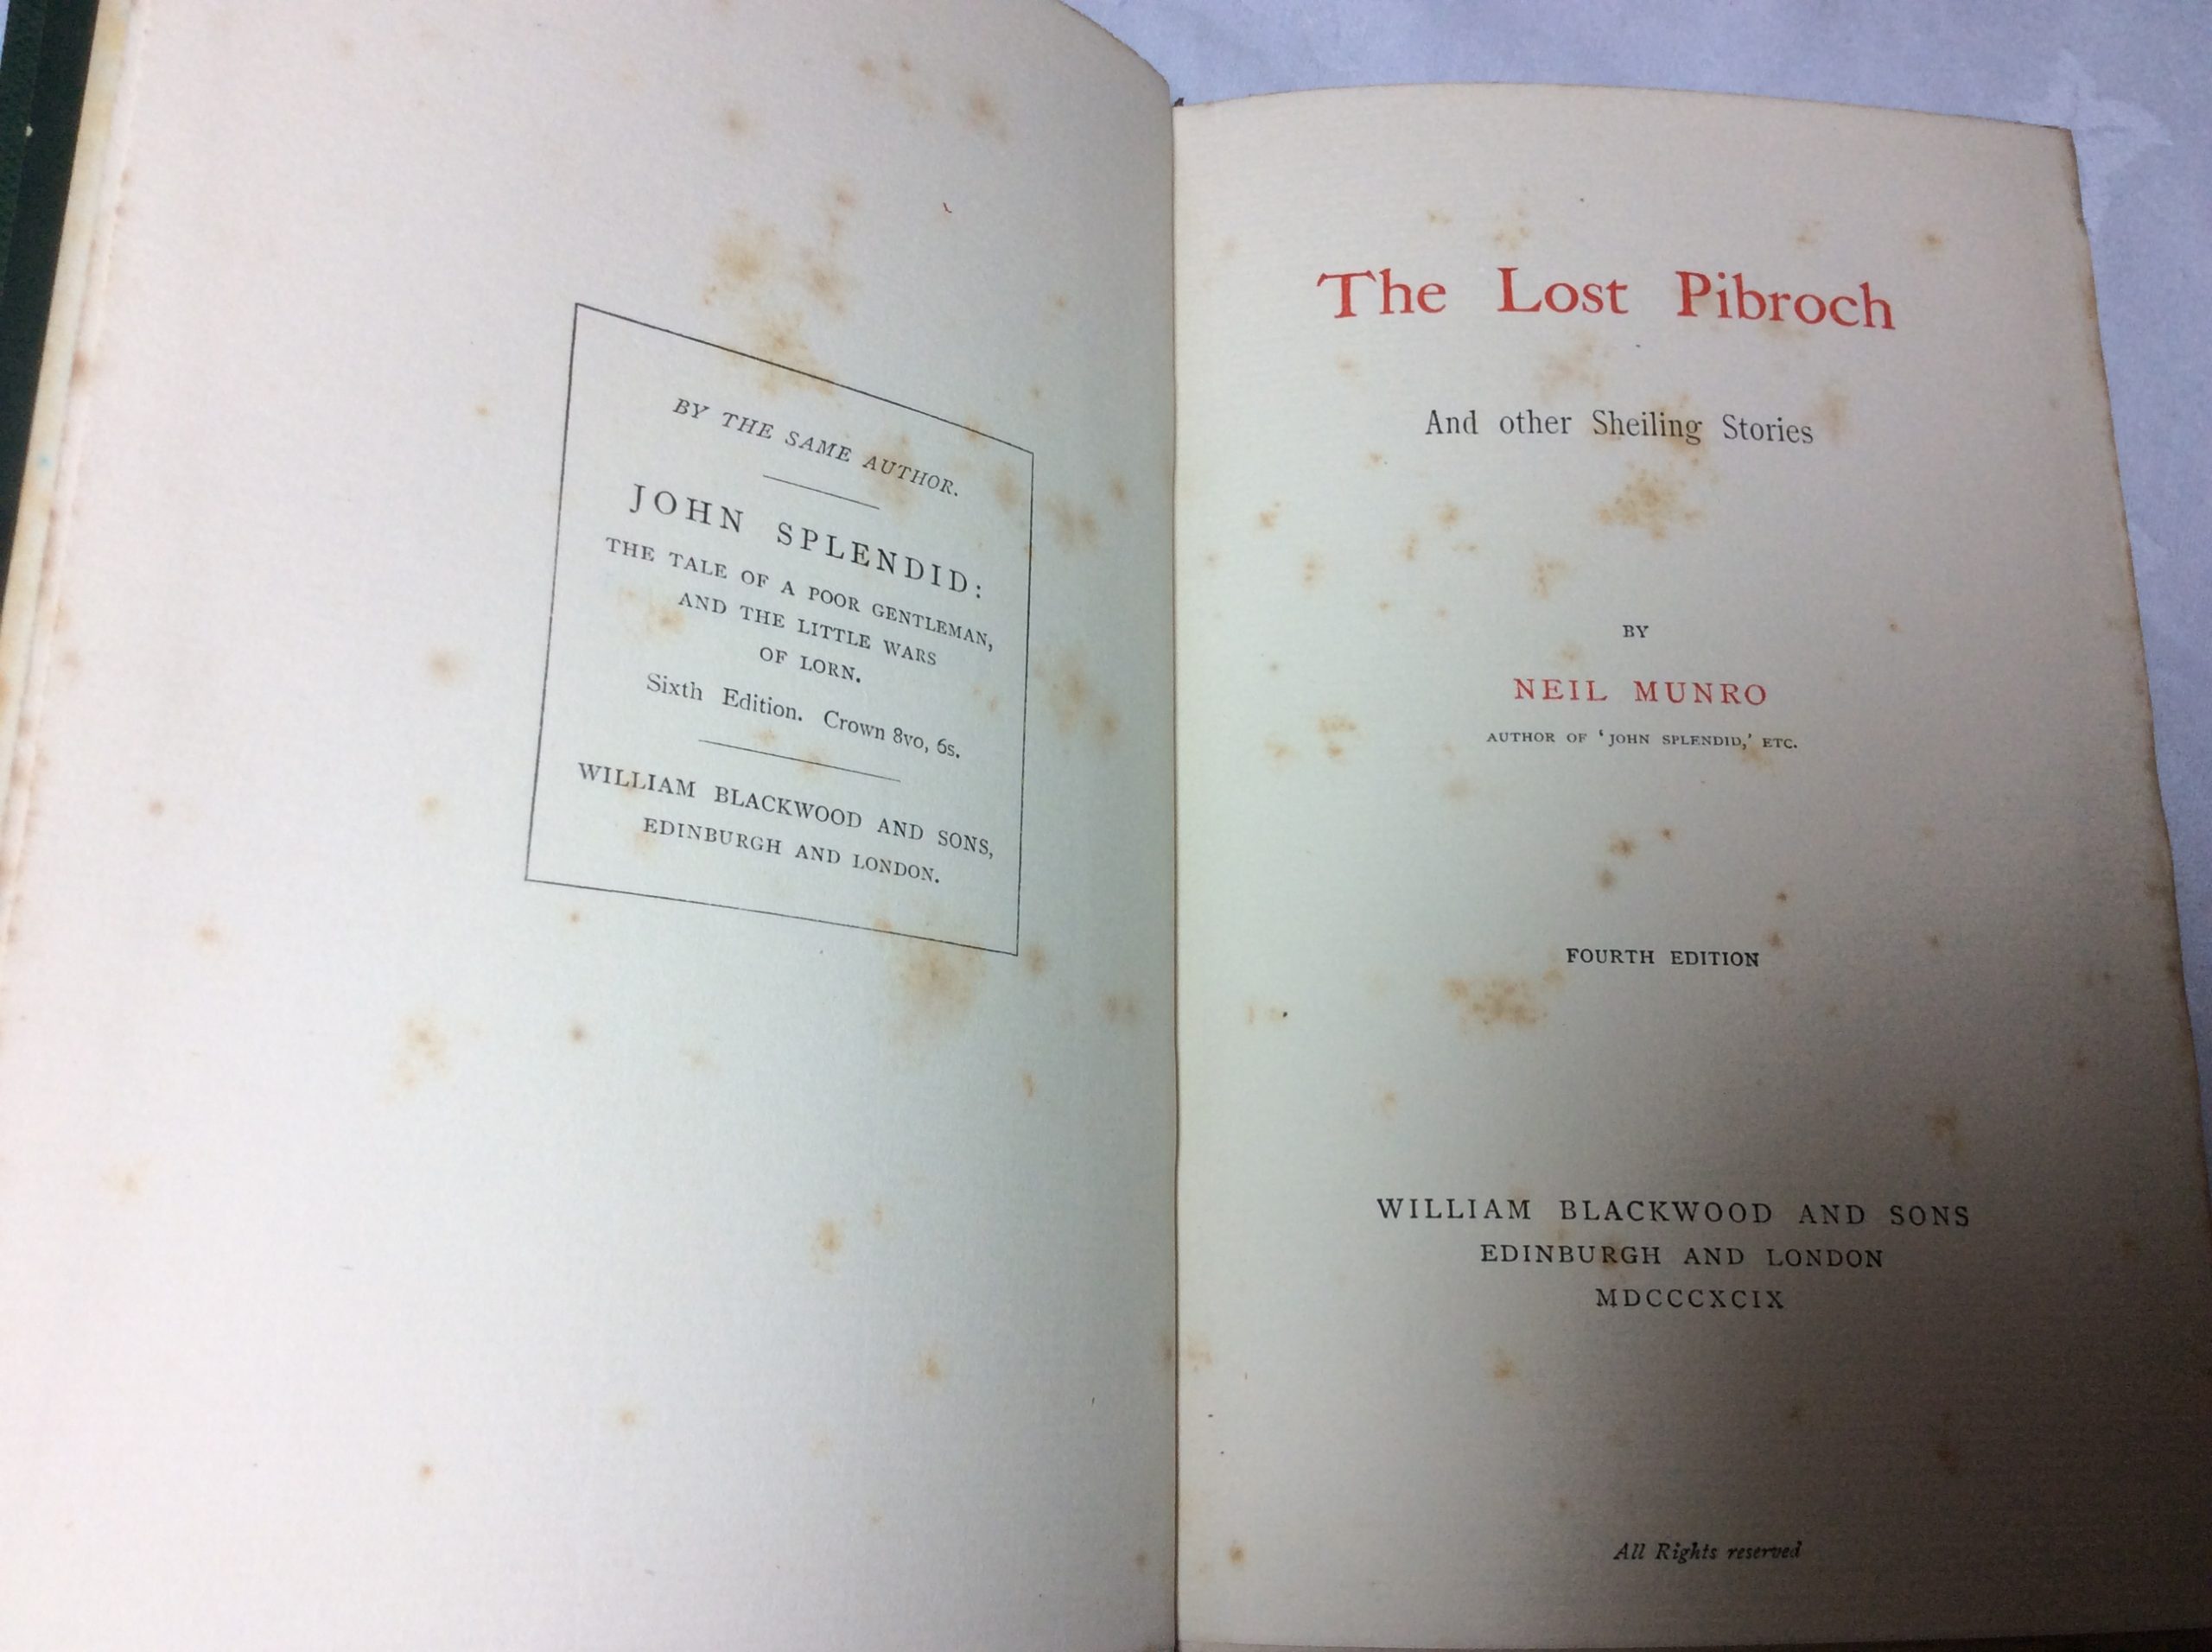 BY THE SAME AUTHOR.
JOHN SPLENDID:
THE TALE OF A POOR GENTLEMAN,
AND THE LITTLE WARS
OF LORN.
Sixth Edition. Crown 8vo, 6s.
WILLIAM BLACKWOOD AND SONS,
EDINBURGH AND LONDON.
The Lost Pibroch
And other Sheiling Stories
BY
NEIL MUNRO
AUTHOR OF 'JOHN SPLENDID,' ETC.
FOURTH EDITION
WILLIAM BLACKWOOD AND SONS
EDINBURGH AND LONDON
MDCCCXCIX
All Rights reserved